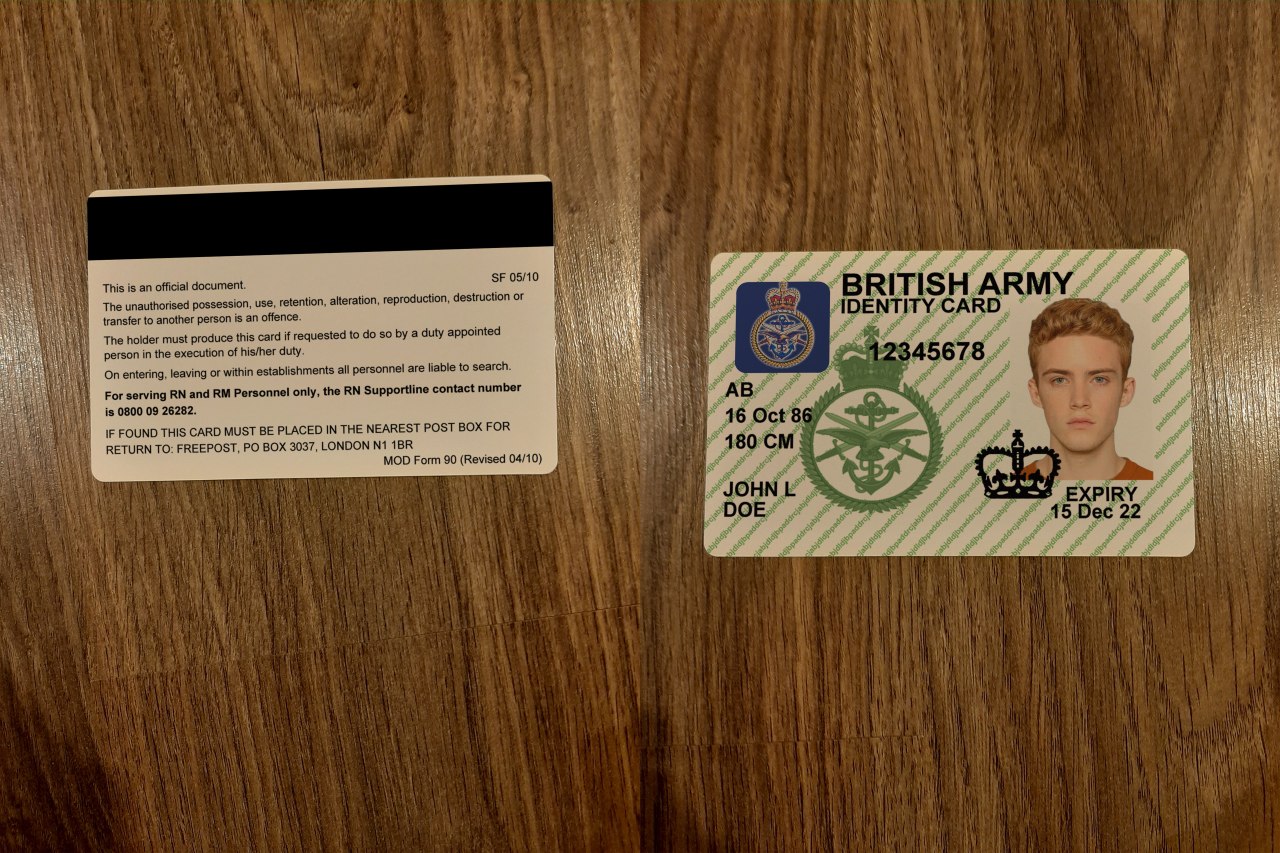 This is an official document.
SF 05/10
The unauthorised possession, use, retention, alteration, reproduction, destruction or
transfer to another person is an offence.
The holder must produce this card if requested to do so by a duty appointed
person in the execution of his/her duty.
On entering, leaving or within establishments all personnel are liable to search.
For serving RN and RM Personnel only, the RN Supportline contact number
is 0800 09 26282.
IF FOUND THIS CARD MUST BE PLACED IN THE NEAREST POST BOX FOR
RETURN TO: FREEPOST, PO BOX 3037, LONDON N1 1BR
MOD Form 90 (Revised 04/10)
BRITISH ARMY
IDENTITY CARD
12345678
AB
16 Oct 86
180 CM
JOHN L
DOE
EXPIRY
15 Dec 22